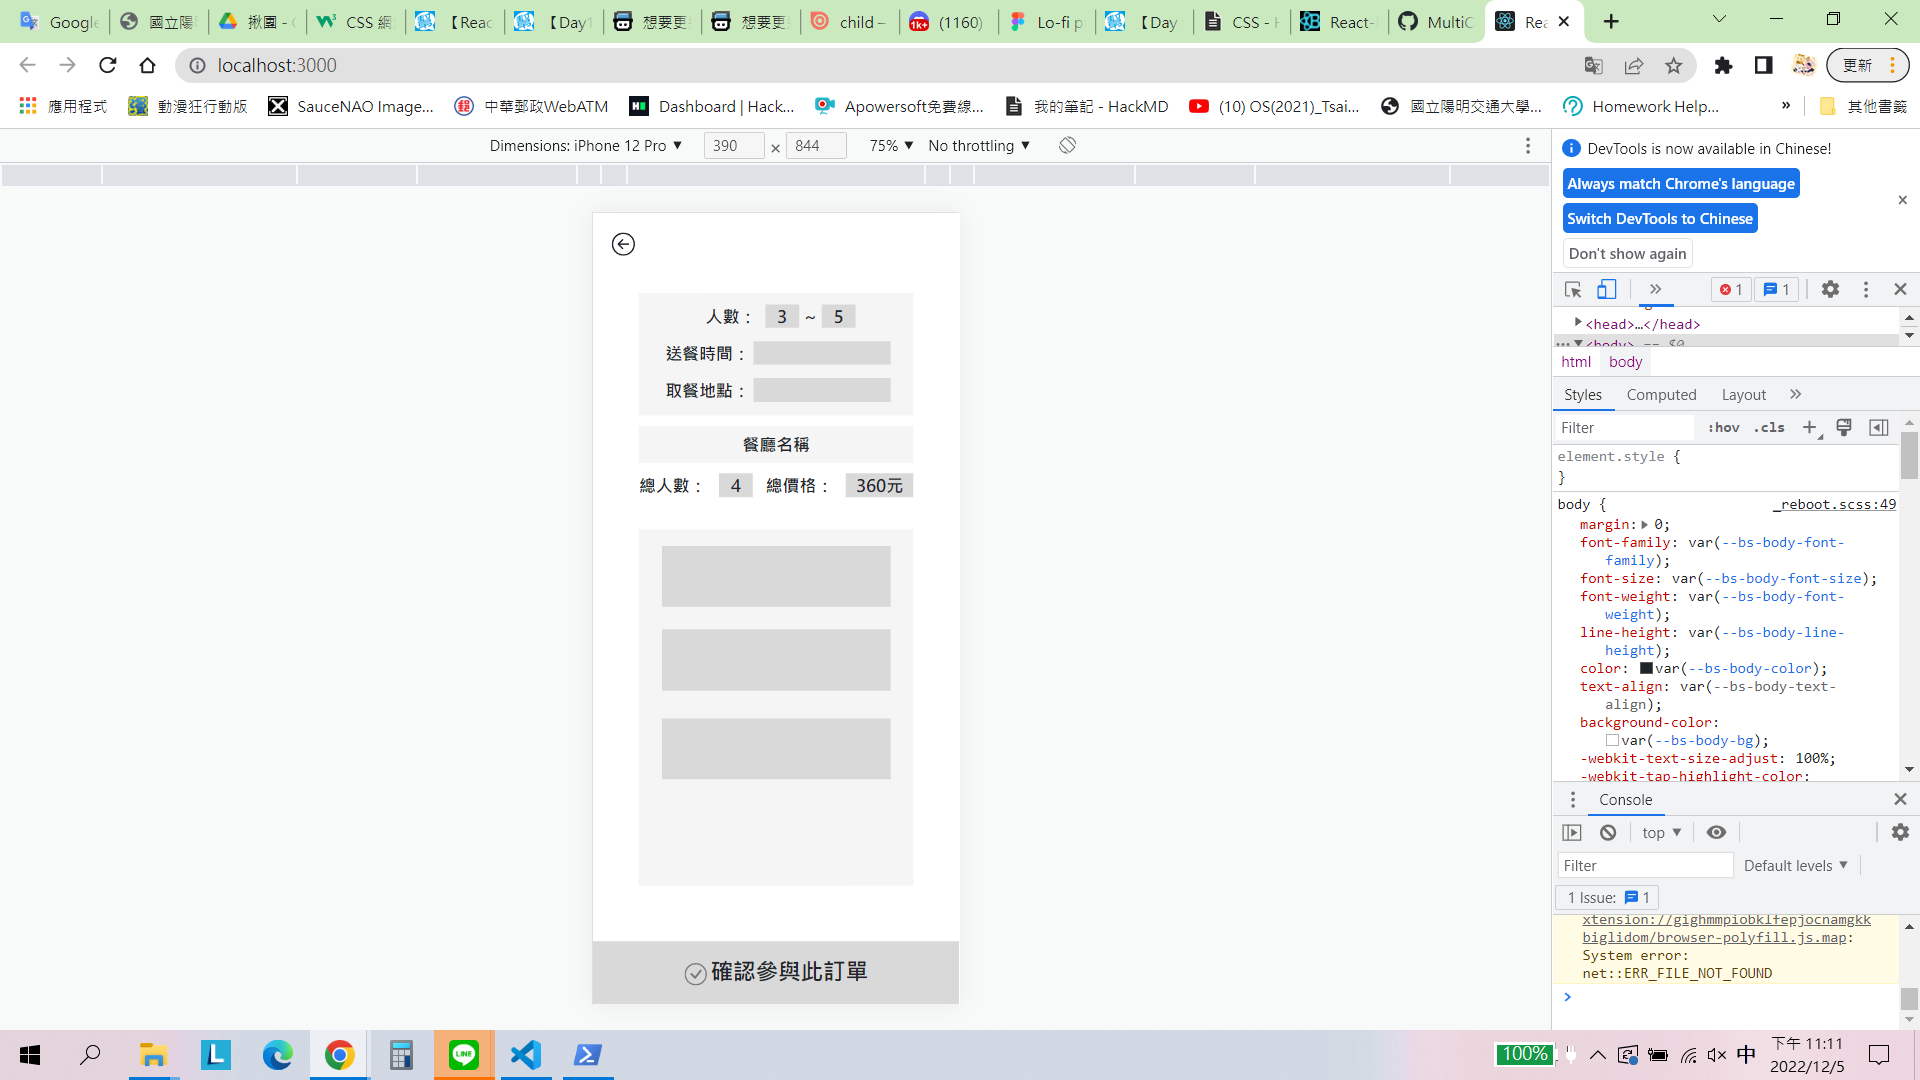 Google
國立陽
揪團 - G
CSS 網
【Reac
【Day1
想要更
想要更
child –
(1160)
Lo-fi p
【Day
CSS - H
React-
MultiC
Rea
localhost:3000
更新
應用程式
動漫狂行動版
SauceNAO Image...
中華郵政WebATM
Dashboard | Hack...
Apowersoft免費線...
我的筆記 - HackMD
(10) OS(2021)_Tsai...
國立陽明交通大學...
Homework Help...
»
其他書籤
Dimensions: iPhone 12 Pro ▼ 390 × 844 75% ▼ No throttling ▼
DevTools is now available in Chinese!
Always match Chrome's language
Switch DevTools to Chinese
Don't show again
人數： 3 ~ 5
送餐時間：
取餐地點：
餐廳名稱
總人數： 4 總價格： 360元
確認參與此訂單
» 1 1
<head>…</head>
<body> == $0
html body
Styles Computed Layout »
Filter :hov .cls +
element.style {
}
body { _reboot.scss:49
margin: 0;
font-family: var(--bs-body-font-
family);
font-size: var(--bs-body-font-size);
font-weight: var(--bs-body-font-
weight);
line-height: var(--bs-body-line-
height);
color: var(--bs-body-color);
text-align: var(--bs-body-text-
align);
background-color:
var(--bs-body-bg);
-webkit-text-size-adjust: 100%;
-webkit-tap-highlight-color:
Console
top ▼
Filter Default levels ▼
1 Issue: 1
xtension://gighmmpiobklfepjocnamgkk
biglidom/browser-polyfill.js.map:
System error:
net::ERR_FILE_NOT_FOUND
100%
中
下午 11:11
2022/12/5